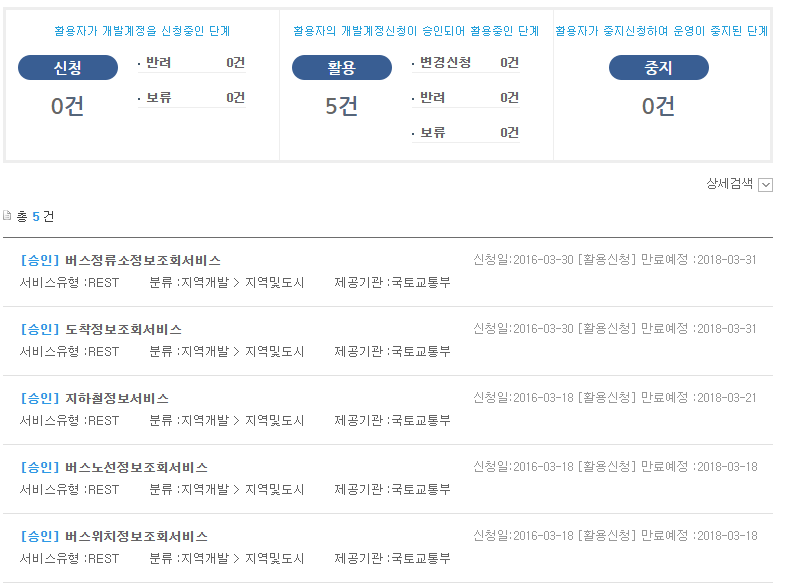 활용자가 개발계정을 신청중인 단계
신청
0건
· 반려 0건
· 보류 0건
활용자의 개발계정신청이 승인되어 활용중인 단계
활용
5건
· 변경신청 0건
· 반려 0건
· 보류 0건
활용자가 중지신청하여 운영이 중지된 단계
중지
0건
상세검색
총 5 건
[승인] 버스정류소정보조회서비스 신청일:2016-03-30 [활용신청] 만료예정 :2018-03-31
서비스유형 :REST 분류 :지역개발 > 지역및도시 제공기관 :국토교통부
[승인] 도착정보조회서비스 신청일:2016-03-30 [활용신청] 만료예정 :2018-03-31
서비스유형 :REST 분류 :지역개발 > 지역및도시 제공기관 :국토교통부
[승인] 지하철정보서비스 신청일:2016-03-18 [활용신청] 만료예정 :2018-03-21
서비스유형 :REST 분류 :지역개발 > 지역및도시 제공기관 :국토교통부
[승인] 버스노선정보조회서비스 신청일:2016-03-18 [활용신청] 만료예정 :2018-03-18
서비스유형 :REST 분류 :지역개발 > 지역및도시 제공기관 :국토교통부
[승인] 버스위치정보조회서비스 신청일:2016-03-18 [활용신청] 만료예정 :2018-03-18
서비스유형 :REST 분류 :지역개발 > 지역및도시 제공기관 :국토교통부